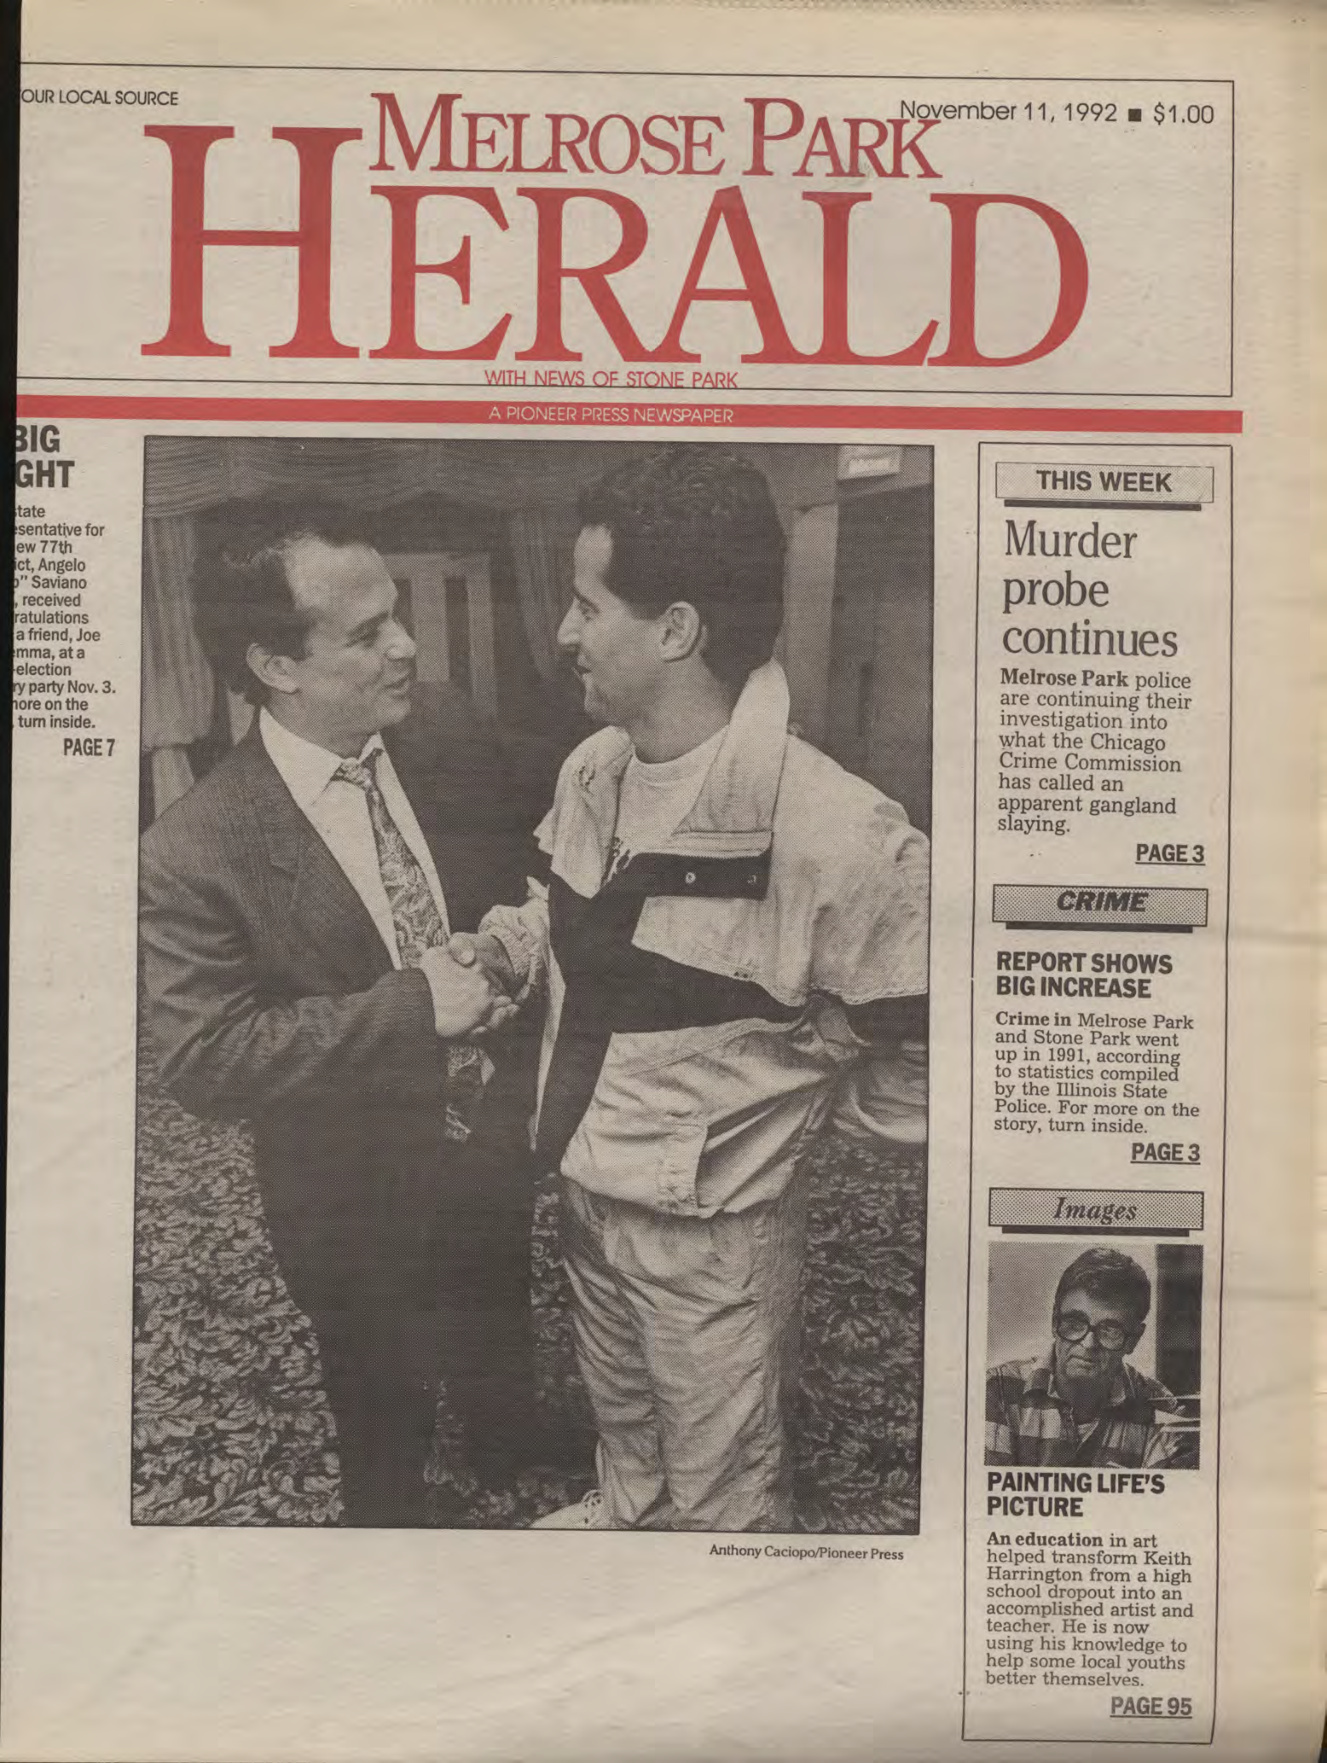 OUR LOCAL SOURCE
November 11, 1992 ■ $1.00
MELROSE PARK
HERALD
WITH NEWS OF STONE PARK
A PIONEER PRESS NEWSPAPER
BIG
GHT
tate
sentative for
ew 77th
ict, Angelo
" Saviano
, received
ratulations
a friend, Joe
mma, at a
-election
ry party Nov. 3.
ore on the
, turn inside.
PAGE 7
Anthony Caciopo/Pioneer Press
THIS WEEK
Murder
probe
continues
Melrose Park police
are continuing their
investigation into
what the Chicago
Crime Commission
has called an
apparent gangland
slaying.
PAGE 3
CRIME
REPORT SHOWS
BIG INCREASE
Crime in Melrose Park
and Stone Park went
up in 1991, according
to statistics compiled
by the Illinois State
Police. For more on the
story, turn inside.
PAGE 3
Images
PAINTING LIFE'S
PICTURE
An education in art
helped transform Keith
Harrington from a high
school dropout into an
accomplished artist and
teacher. He is now
using his knowledge to
help some local youths
better themselves.
PAGE 95